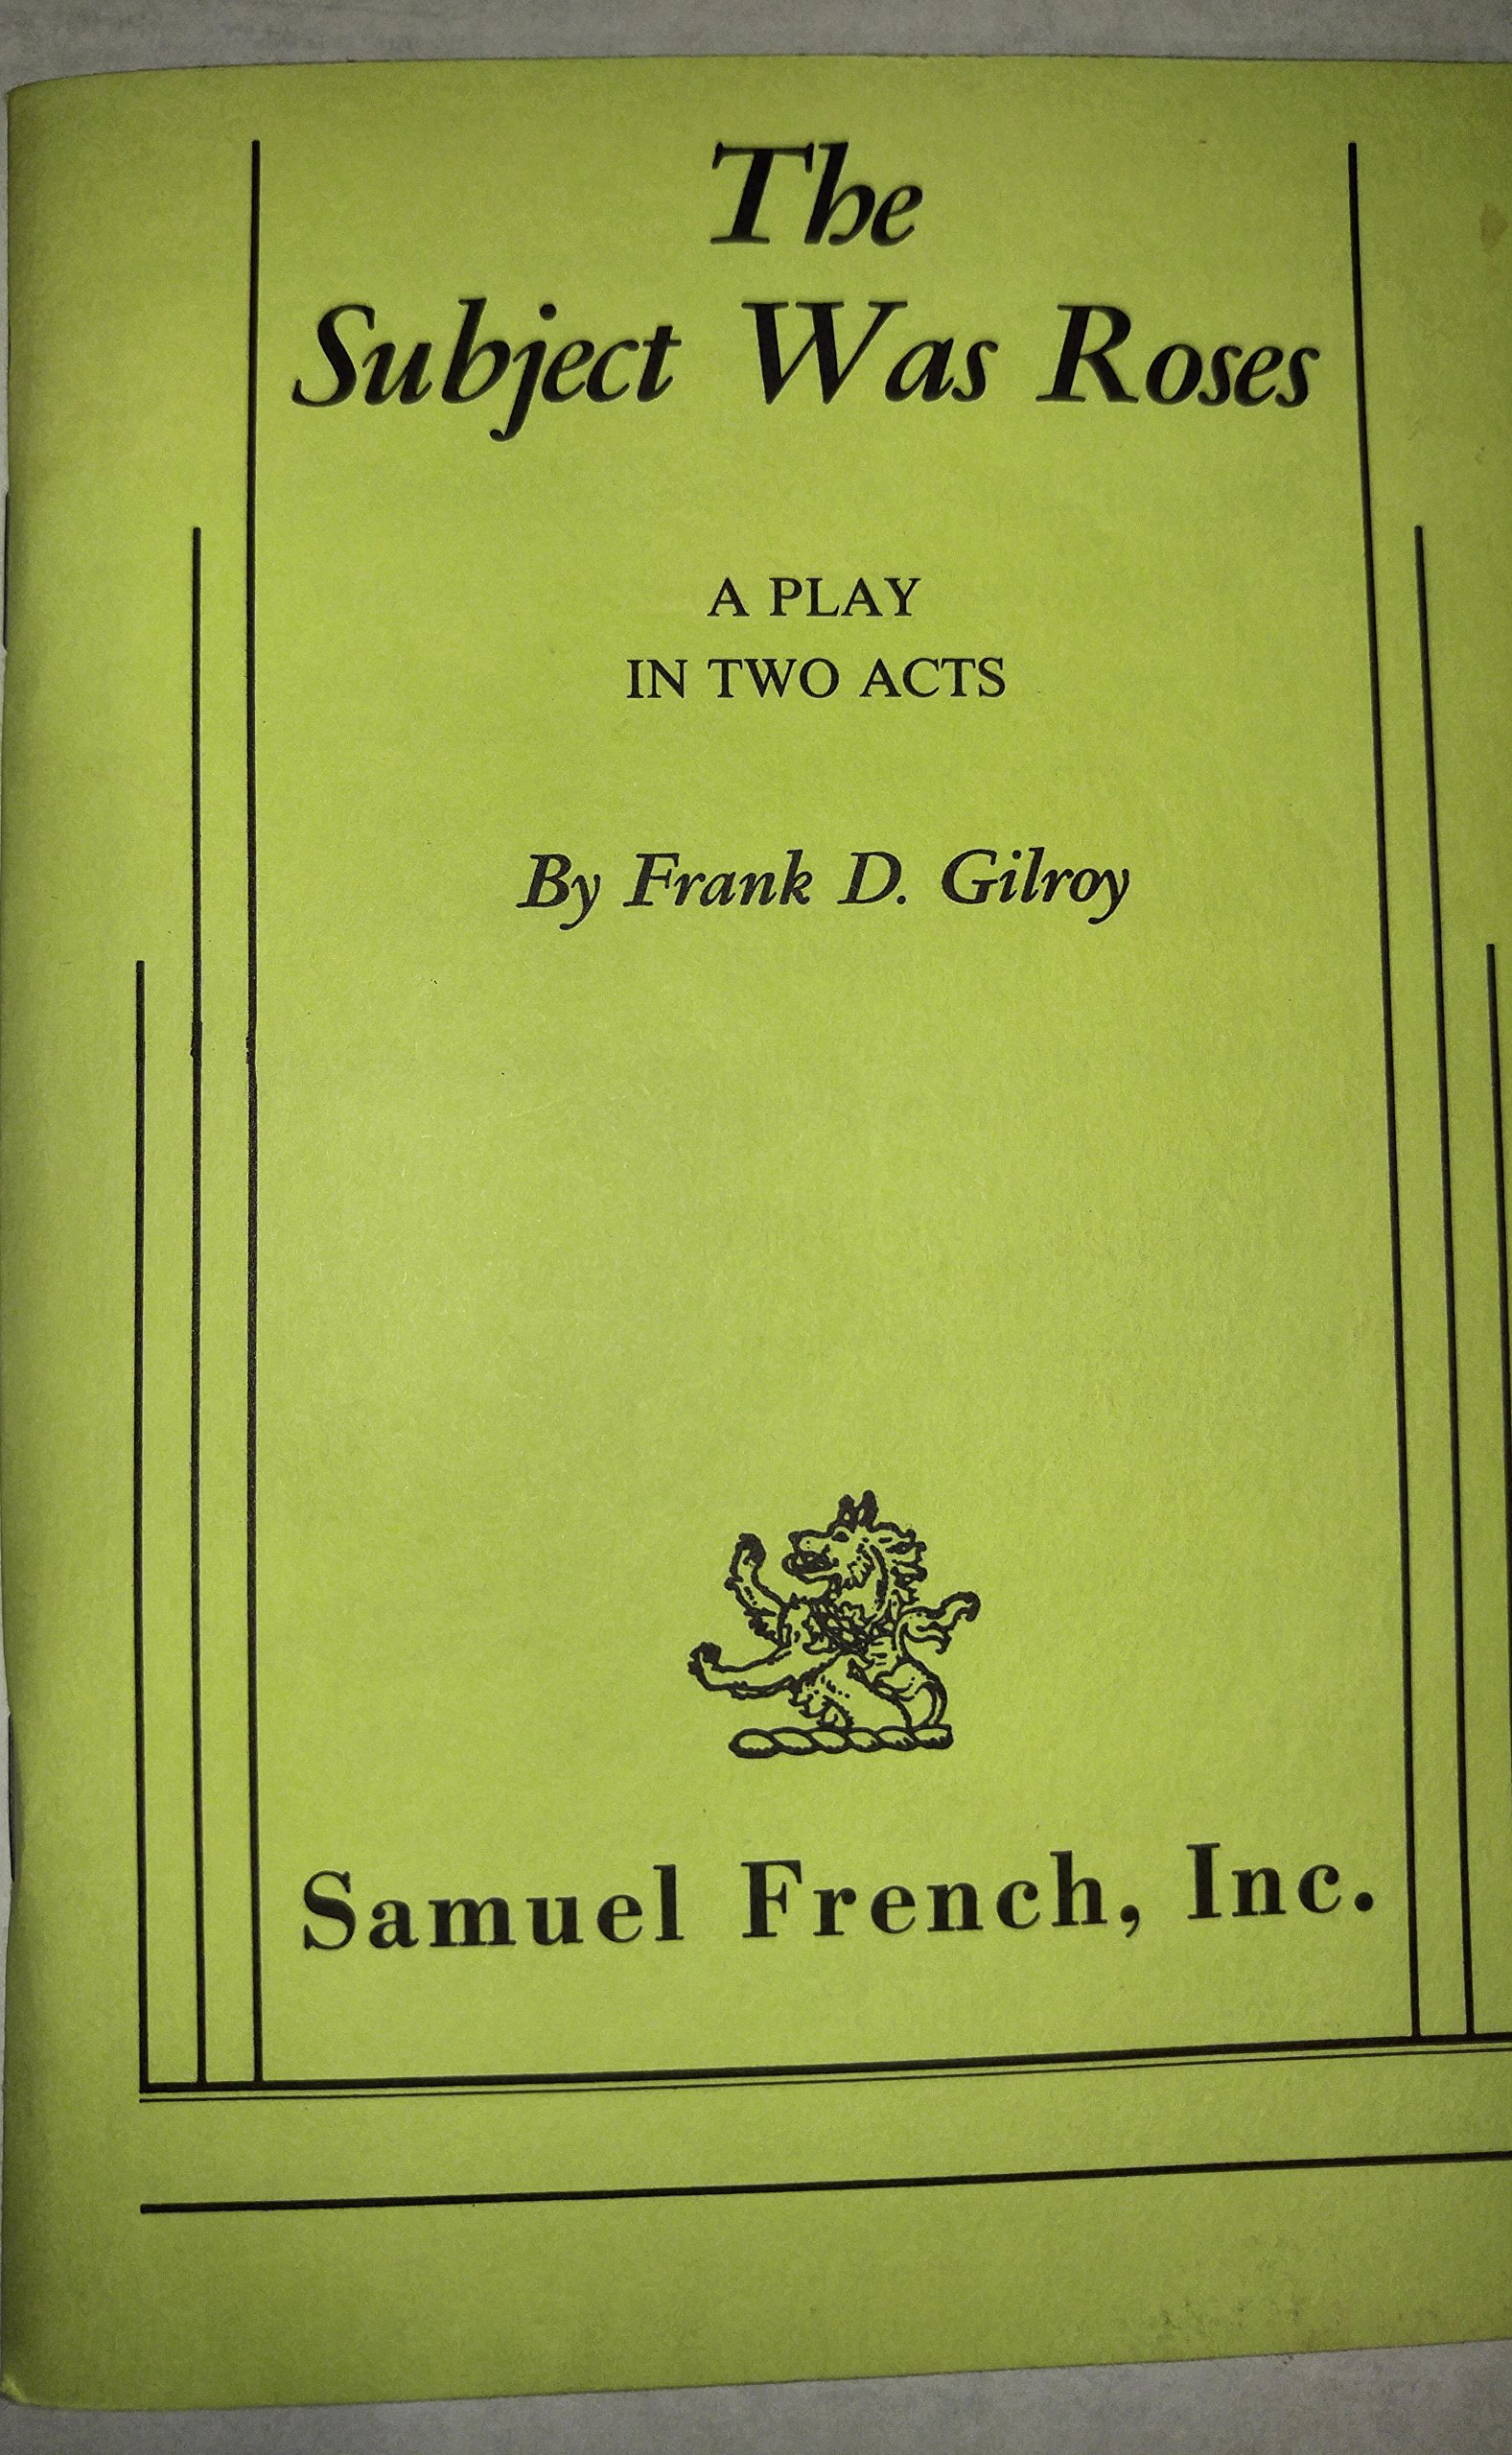 The
Subject Was Roses
A PLAY
IN TWO ACTS
By Frank D. Gilroy
Samuel French, Inc.